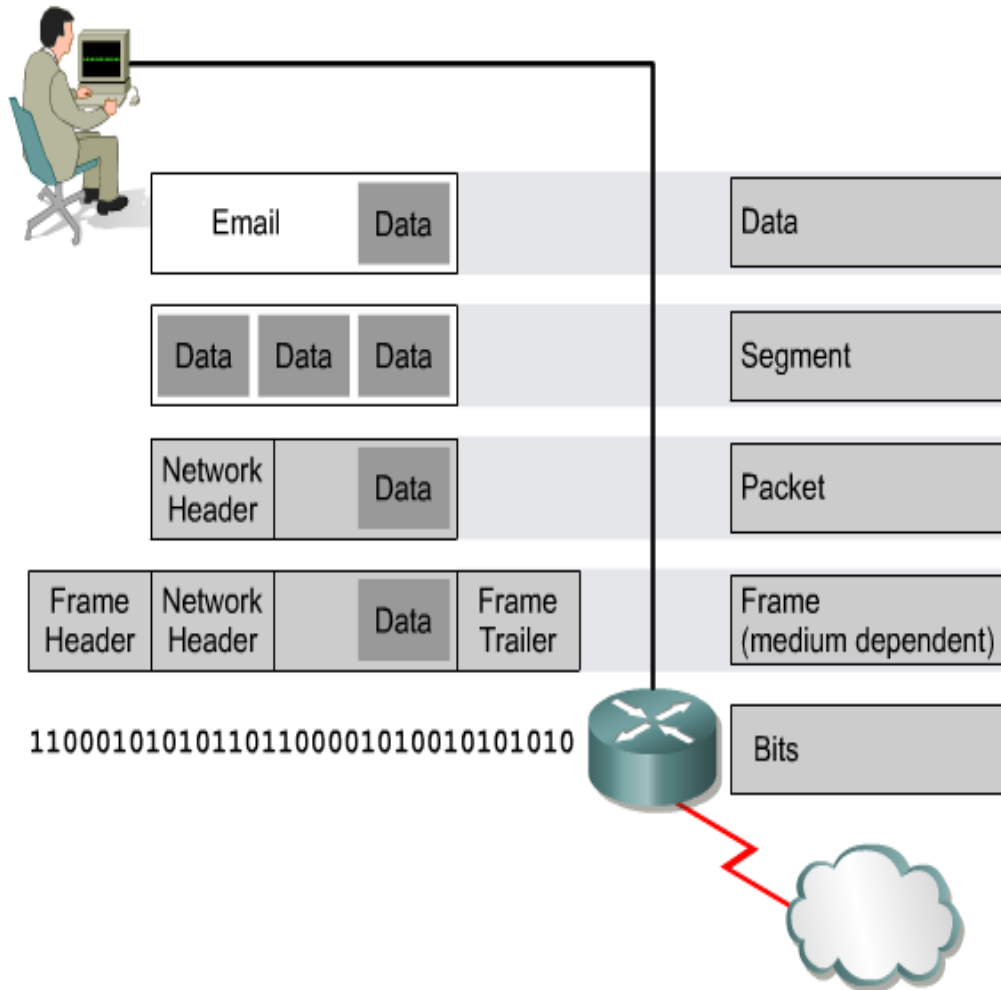 Email Data Data
Data Data Data Segment
Network
Header Data Packet
Frame
Header Network
Header Data Frame
Trailer Frame
(medium dependent)
110001010101101100001010010101010 Bits